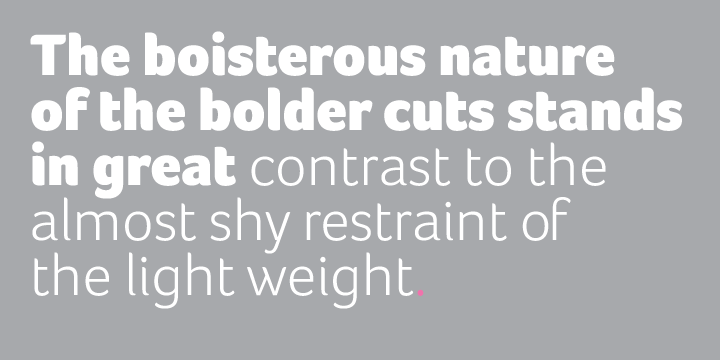 The boisterous nature
of the bolder cuts stands
in great contrast to the
almost shy restraint of
the light weight.